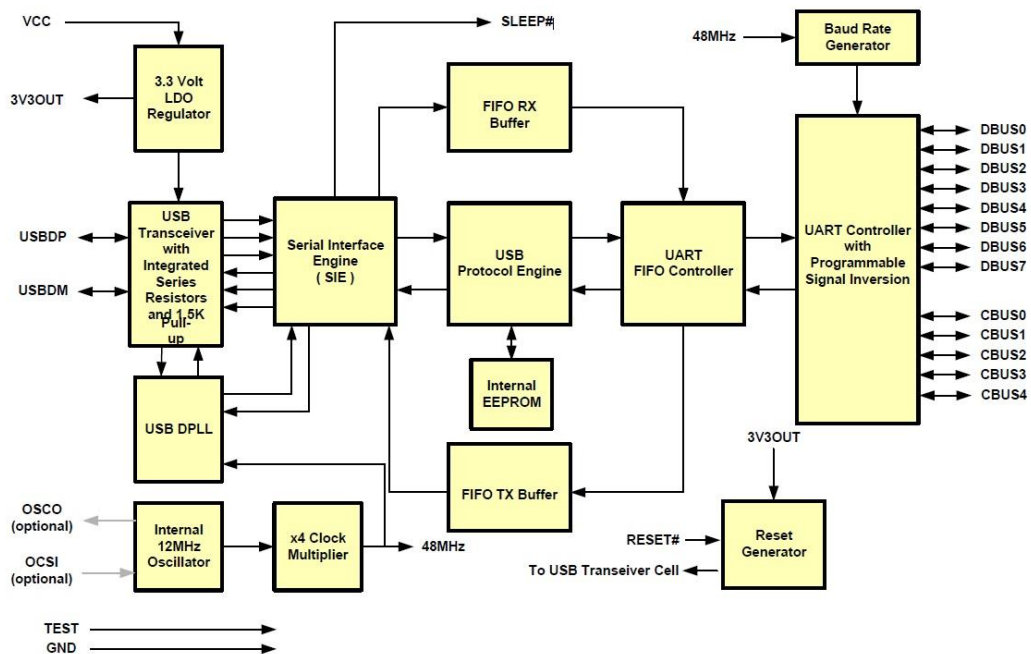 VCC
SLEEP#
48MHz
Baud Rate
Generator
3.3 Volt
LDO
Regulator
3V3OUT
FIFO RX
Buffer
DBUS0
DBUS1
DBUS2
DBUS3
DBUS4
DBUS5
DBUS6
DBUS7
USBDP
USBDM
USB
Transceiver
with
Integrated
Series
Resistors
and 1.5K
Pull-
up
Serial Interface
Engine
( SIE )
USB
Protocol Engine
UART
FIFO Controller
UART Controller
with
Programmable
Signal Inversion
CBUS0
CBUS1
CBUS2
CBUS3
CBUS4
Internal
EEPROM
USB DPLL
3V3OUT
FIFO TX Buffer
OSCO
(optional)
OCSI
(optional)
Internal
12MHz
Oscillator
x4 Clock
Multiplier
48MHz
RESET#
Reset
Generator
To USB Transeiver Cell
TEST
GND